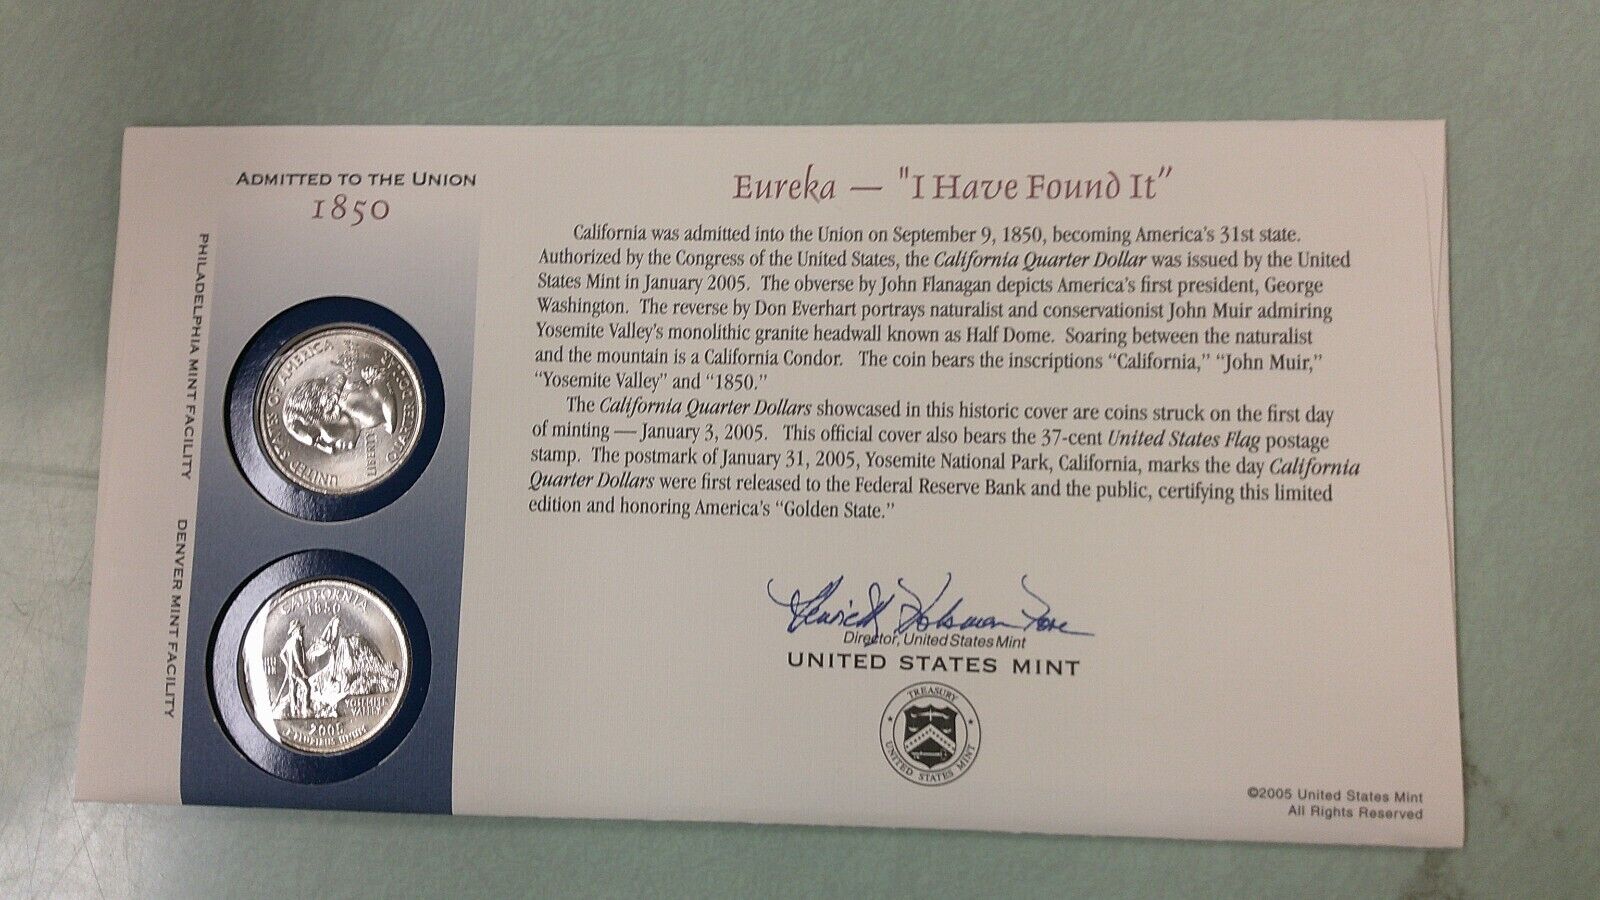 ADMITTED TO THE UNION
1850
PHILADELPHIA MINT FACILITY
DENVER MINT FACILITY
UNITED STATES OF AMERICA
LIBERTY
QUARTER DOLLAR
CALIFORNIA
1850
YOSEMITE
VALLEY
2005
E PLURIBUS UNUM
Eureka — "I Have Found It”
California was admitted into the Union on September 9, 1850, becoming America’s 31st state.
Authorized by the Congress of the United States, the California Quarter Dollar was issued by the United
States Mint in January 2005. The obverse by John Flanagan depicts America’s first president, George
Washington. The reverse by Don Everhart portrays naturalist and conservationist John Muir admiring
Yosemite Valley’s monolithic granite headwall known as Half Dome. Soaring between the naturalist
and the mountain is a California Condor. The coin bears the inscriptions “California,” “John Muir,”
“Yosemite Valley” and “1850.”
The California Quarter Dollars showcased in this historic cover are coins struck on the first day
of minting — January 3, 2005. This official cover also bears the 37-cent United States Flag postage
stamp. The postmark of January 31, 2005, Yosemite National Park, California, marks the day California
Quarter Dollars were first released to the Federal Reserve Bank and the public, certifying this limited
edition and honoring America’s “Golden State.”
Henrietta Holsman Fore
Director, United States Mint
UNITED STATES MINT
TREASURY
UNITED STATES MINT
©2005 United States Mint
All Rights Reserved